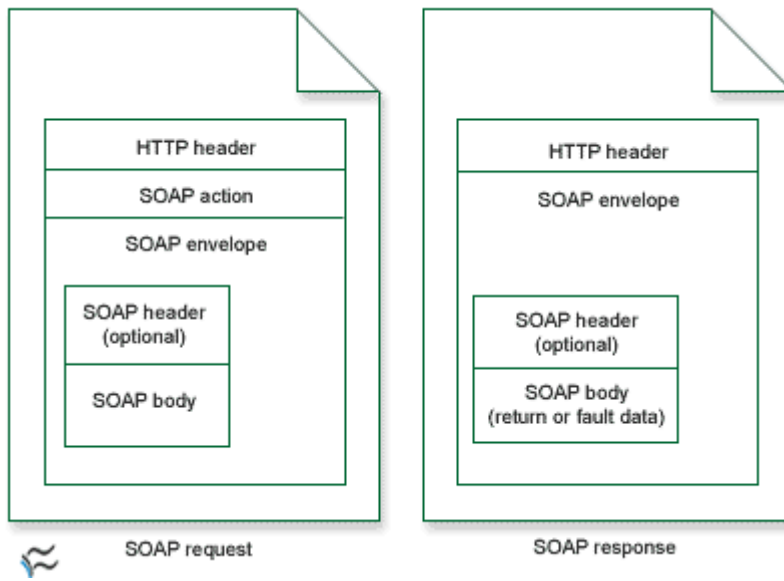 HTTP header
SOAP action
SOAP envelope
SOAP header
(optional)
SOAP body
SOAP request
HTTP header
SOAP envelope
SOAP header
(optional)
SOAP body
(return or fault data)
SOAP response